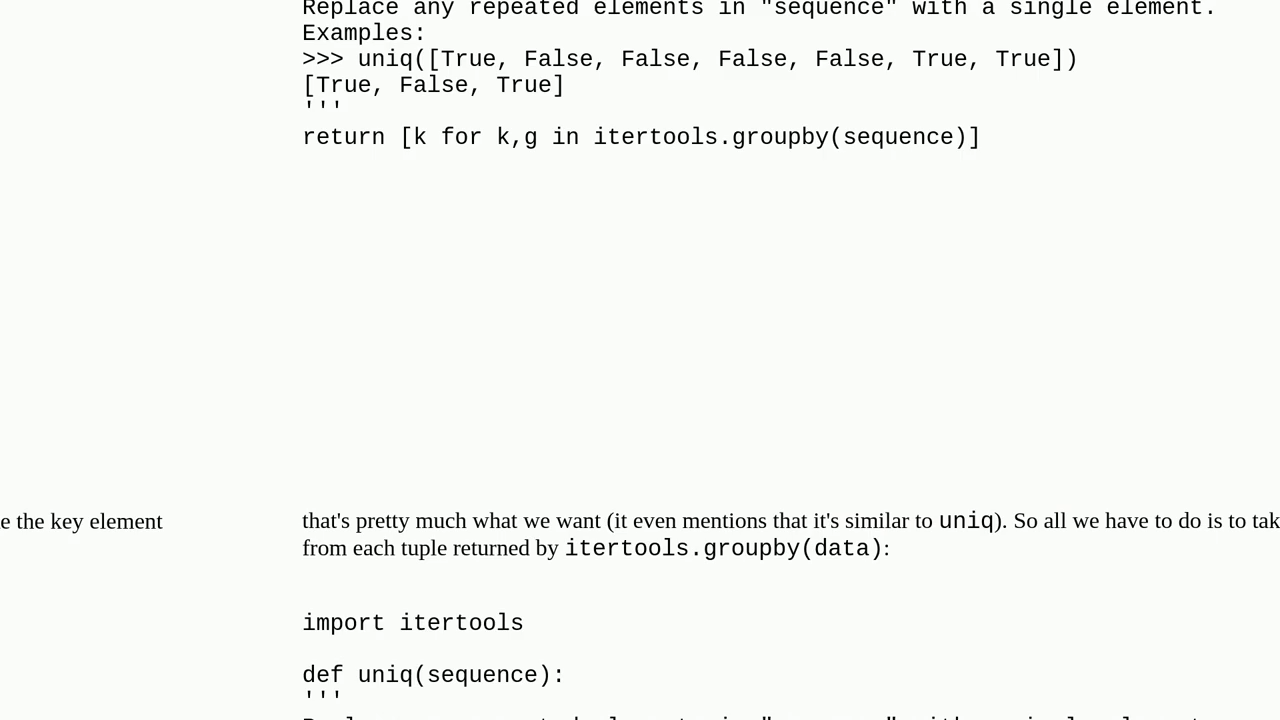 Replace any repeated elements in "sequence" with a single element.
Examples:
>>> uniq([True, False, False, False, False, True, True])
[True, False, True]
'''
return [k for k,g in itertools.groupby(sequence)]
e the key element
that's pretty much what we want (it even mentions that it's similar to uniq). So all we have to do is to tak
from each tuple returned by itertools.groupby(data):
import itertools
def uniq(sequence):
'''